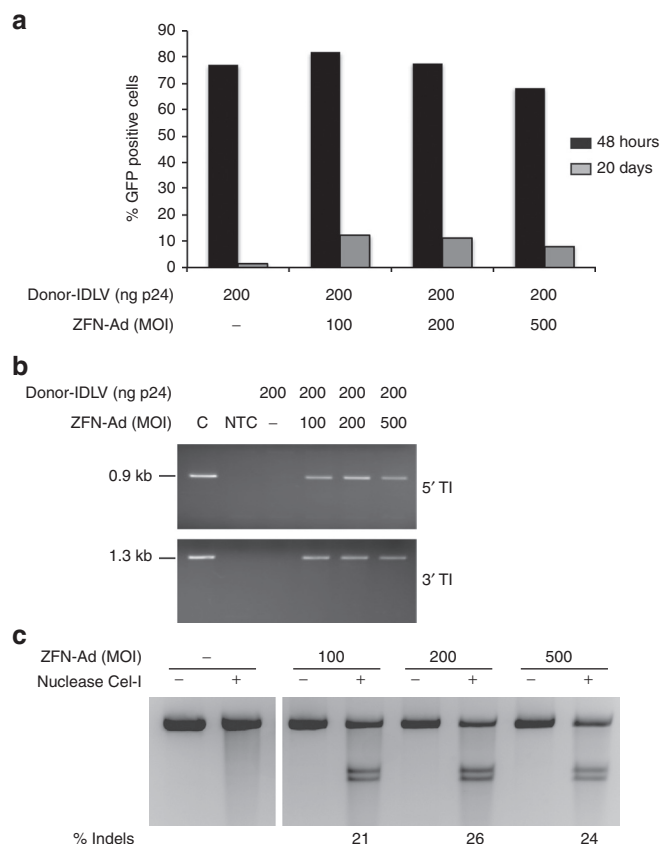 a
% GFP positive cells
90
80
70
60
50
40
30
20
10
0
48 hours
20 days
Donor-IDLV (ng p24) 200 200 200 200
ZFN-Ad (MOI) – 100 200 500
b
Donor-IDLV (ng p24) 200 200 200 200
ZFN-Ad (MOI) C NTC – 100 200 500
0.9 kb
5′ TI
1.3 kb
3′ TI
c
ZFN-Ad (MOI) – 100 200 500
Nuclease Cel-I – + – + – + – +
% Indels 21 26 24